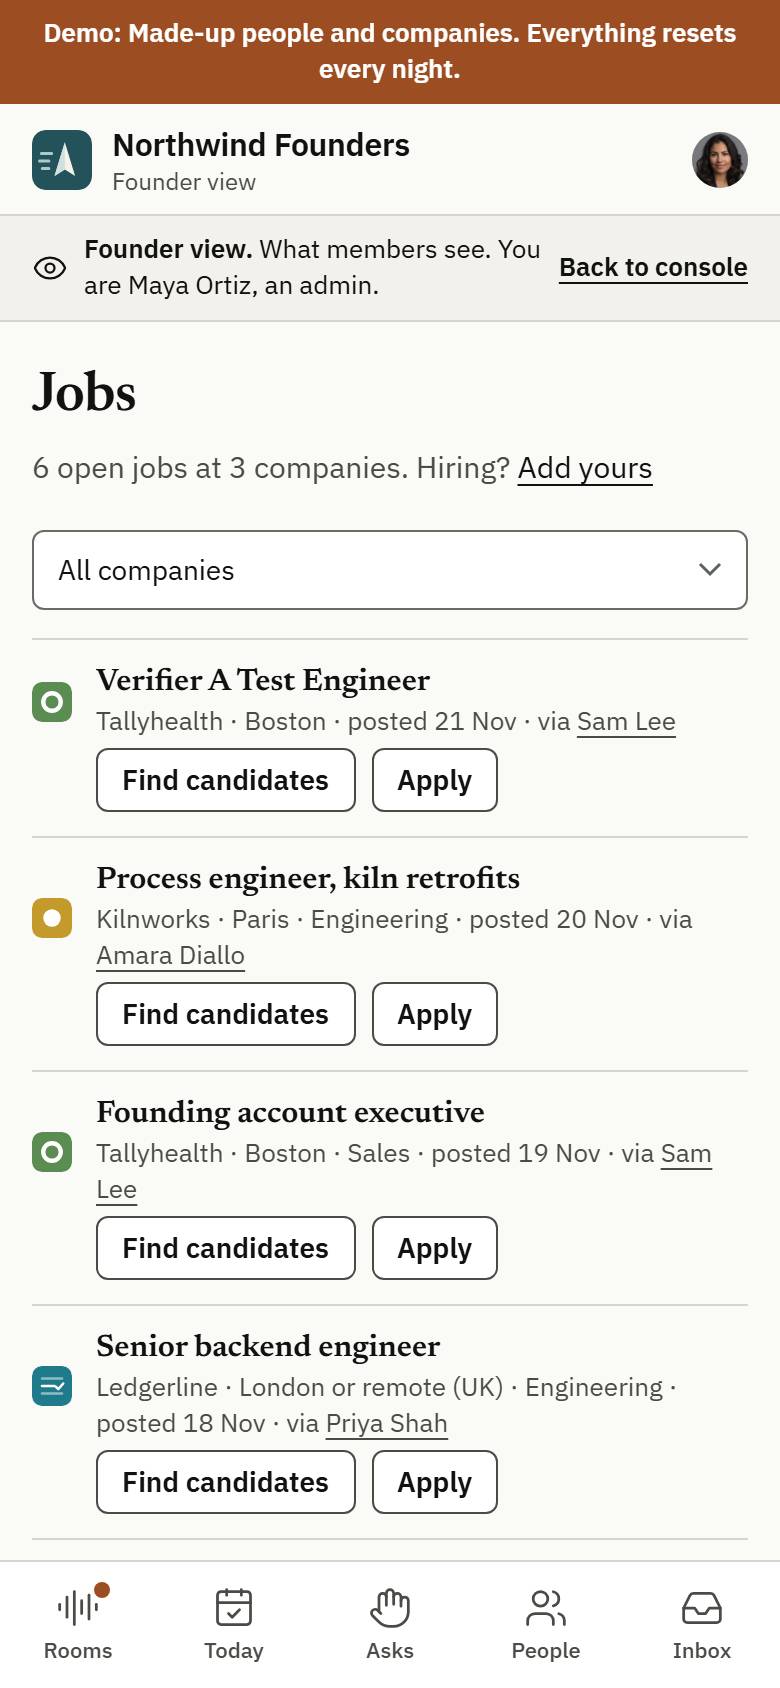 Demo: Made-up people and companies. Everything resets
every night.
Northwind Founders
Founder view
Founder view. What members see. You
are Maya Ortiz, an admin.
Back to console
Jobs
6 open jobs at 3 companies. Hiring? Add yours
All companies
Verifier A Test Engineer
Tallyhealth · Boston · posted 21 Nov · via Sam Lee
Find candidates
Apply
Process engineer, kiln retrofits
Kilnworks · Paris · Engineering · posted 20 Nov · via
Amara Diallo
Find candidates
Apply
Founding account executive
Tallyhealth · Boston · Sales · posted 19 Nov · via Sam
Lee
Find candidates
Apply
Senior backend engineer
Ledgerline · London or remote (UK) · Engineering ·
posted 18 Nov · via Priya Shah
Find candidates
Apply
Rooms
Today
Asks
People
Inbox